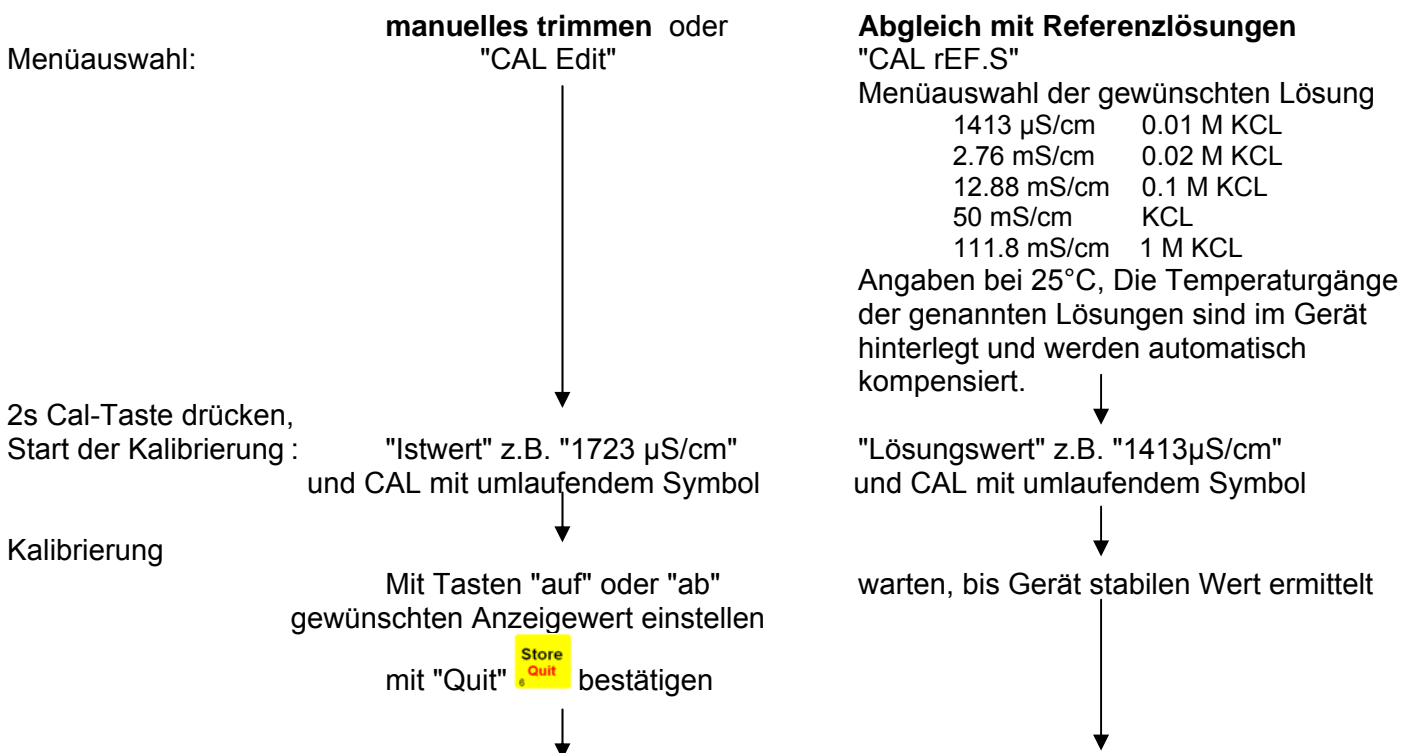 manuelles trimmen oder Abgleich mit Referenzlösungen
Menüauswahl: "CAL Edit" "CAL rEF.S"
Menüauswahl der gewünschten Lösung
1413 µS/cm 0.01 M KCL
2.76 mS/cm 0.02 M KCL
12.88 mS/cm 0.1 M KCL
50 mS/cm KCL
111.8 mS/cm 1 M KCL
Angaben bei 25°C, Die Temperaturgänge
der genannten Lösungen sind im Gerät
hinterlegt und werden automatisch
kompensiert.
2s Cal-Taste drücken,
Start der Kalibrierung : "Istwert" z.B. "1723 µS/cm" "Lösungswert" z.B. "1413µS/cm"
und CAL mit umlaufendem Symbol und CAL mit umlaufendem Symbol
Kalibrierung
Mit Tasten "auf" oder "ab" warten, bis Gerät stabilen Wert ermittelt
gewünschten Anzeigewert einstellen
mit "Quit" Store Quit 6 bestätigen